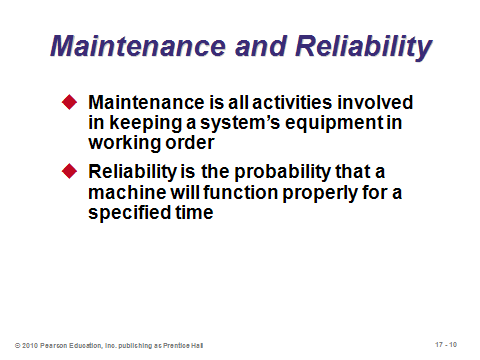 Maintenance and Reliability
Maintenance is all activities involved
in keeping a system's equipment in
working order
Reliability is the probability that a
machine will function properly for a
specified time
© 2010 Pearson Education, Inc. publishing as Prentice Hall
17 - 10